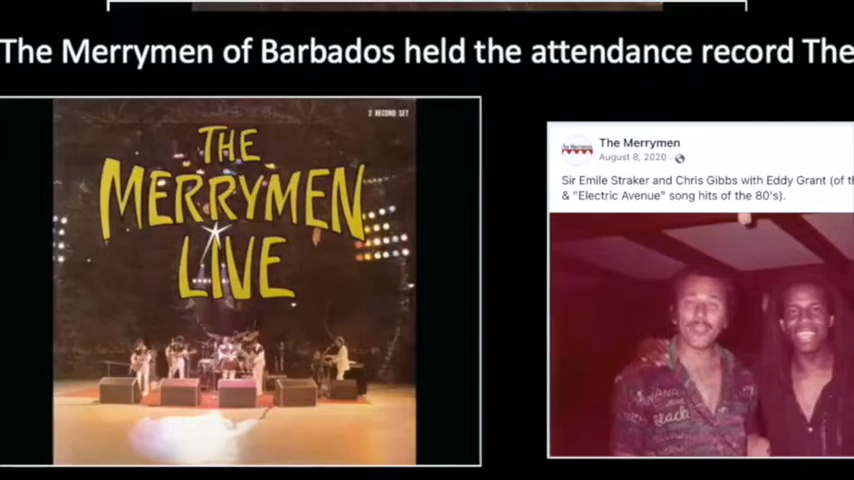 The Merrymen of Barbados held the attendance record The
2 RECORD SET
THE
MERRYMEN
LIVE
The Merrymen
August 8, 2020 ·
Sir Emile Straker and Chris Gibbs with Eddy Grant (of th
& "Electric Avenue" song hits of the 80's).